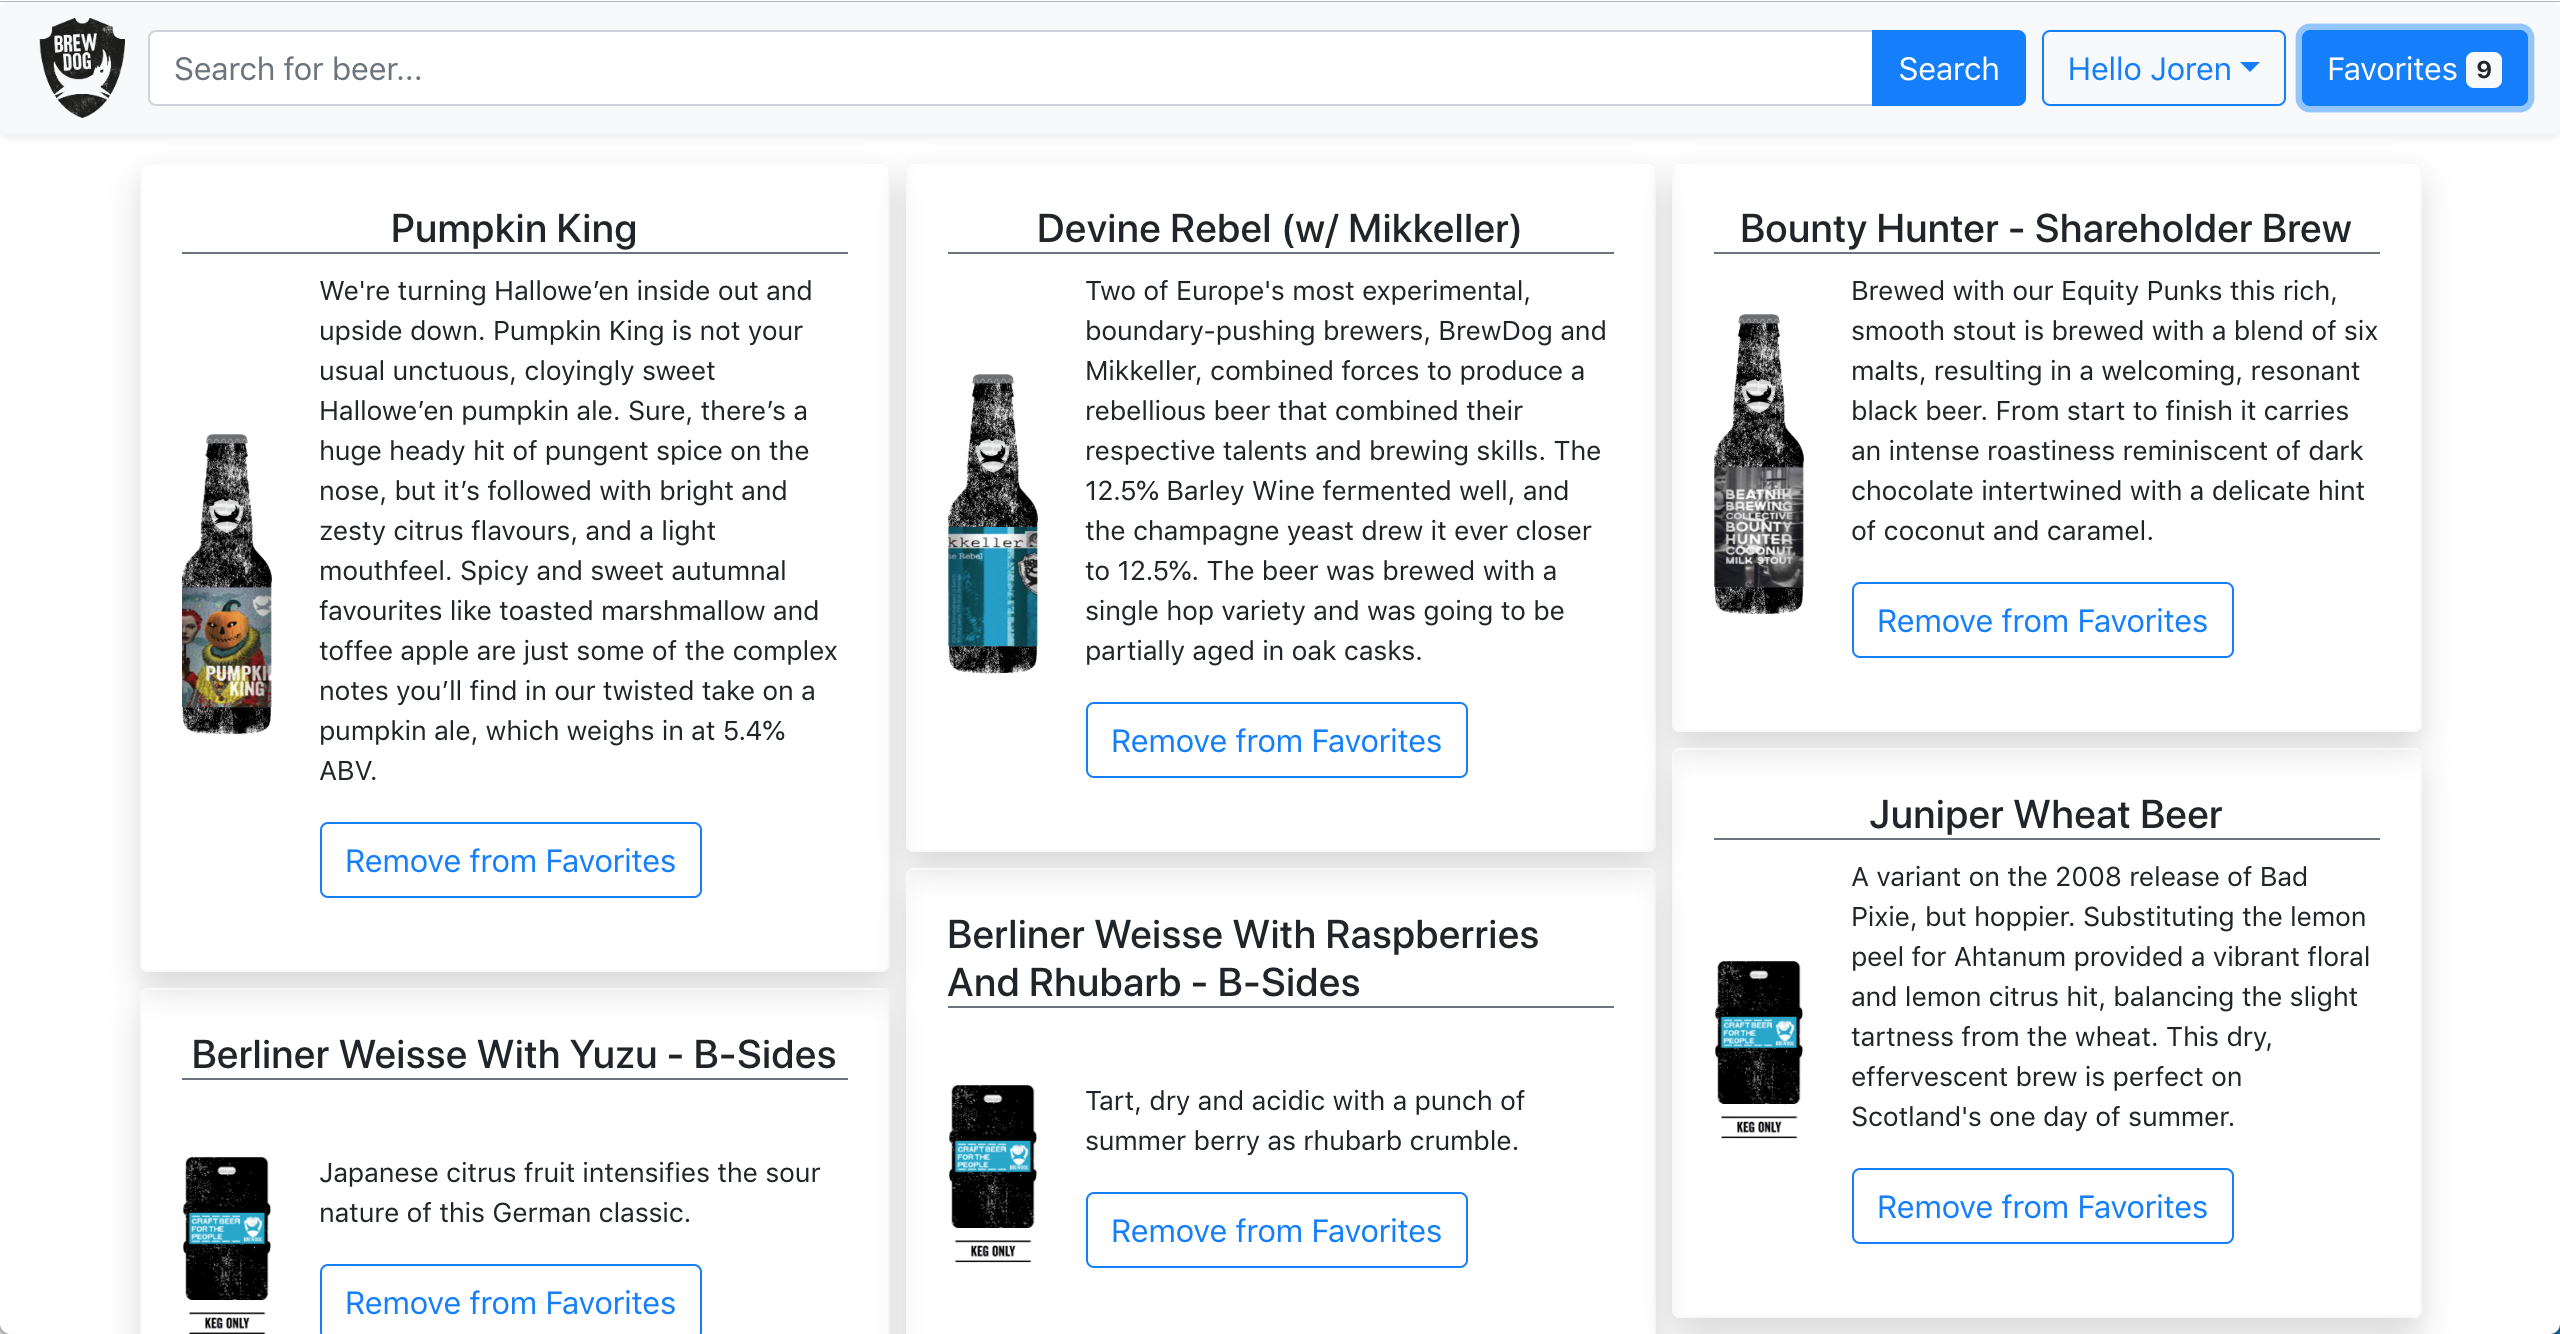 BREW
DOG
Search for beer...
Search
Hello Joren
Favorites 9
Pumpkin King
We're turning Hallowe’en inside out and
upside down. Pumpkin King is not your
usual unctuous, cloyingly sweet
Hallowe’en pumpkin ale. Sure, there’s a
huge heady hit of pungent spice on the
nose, but it’s followed with bright and
zesty citrus flavours, and a light
mouthfeel. Spicy and sweet autumnal
favourites like toasted marshmallow and
toffee apple are just some of the complex
notes you’ll find in our twisted take on a
pumpkin ale, which weighs in at 5.4%
ABV.
PUMPKI
KING
Remove from Favorites
Berliner Weisse With Yuzu - B-Sides
Japanese citrus fruit intensifies the sour
nature of this German classic.
CRAFT BEER
FOR THE
PEOPLE
KEG ONLY
Remove from Favorites
Devine Rebel (w/ Mikkeller)
Two of Europe's most experimental,
boundary-pushing brewers, BrewDog and
Mikkeller, combined forces to produce a
rebellious beer that combined their
respective talents and brewing skills. The
12.5% Barley Wine fermented well, and
the champagne yeast drew it ever closer
to 12.5%. The beer was brewed with a
single hop variety and was going to be
partially aged in oak casks.
kkeller
e Rebel
Remove from Favorites
Berliner Weisse With Raspberries
And Rhubarb - B-Sides
Tart, dry and acidic with a punch of
summer berry as rhubarb crumble.
CRAFT BEER
FOR THE
PEOPLE
KEG ONLY
Remove from Favorites
Bounty Hunter - Shareholder Brew
Brewed with our Equity Punks this rich,
smooth stout is brewed with a blend of six
malts, resulting in a welcoming, resonant
black beer. From start to finish it carries
an intense roastiness reminiscent of dark
chocolate intertwined with a delicate hint
of coconut and caramel.
BEATNIK
BREWING
COLLECTIVE
BOUNTY
HUNTER
COCONUT
MILK STOUT
Remove from Favorites
Juniper Wheat Beer
A variant on the 2008 release of Bad
Pixie, but hoppier. Substituting the lemon
peel for Ahtanum provided a vibrant floral
and lemon citrus hit, balancing the slight
tartness from the wheat. This dry,
effervescent brew is perfect on
Scotland's one day of summer.
CRAFT BEER
FOR THE
PEOPLE
KEG ONLY
Remove from Favorites